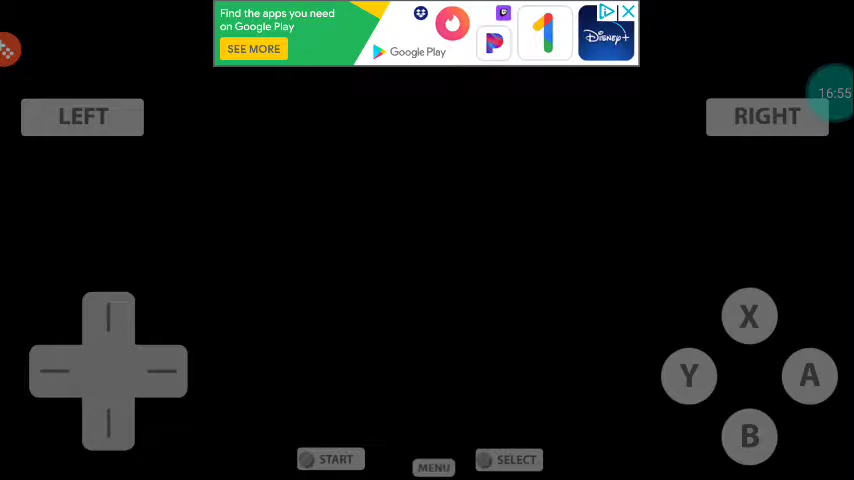 Find the apps you need
on Google Play
SEE MORE
Google Play
P
1
Disney+
16:55
LEFT
RIGHT
X
Y
A
B
START
MENU
SELECT